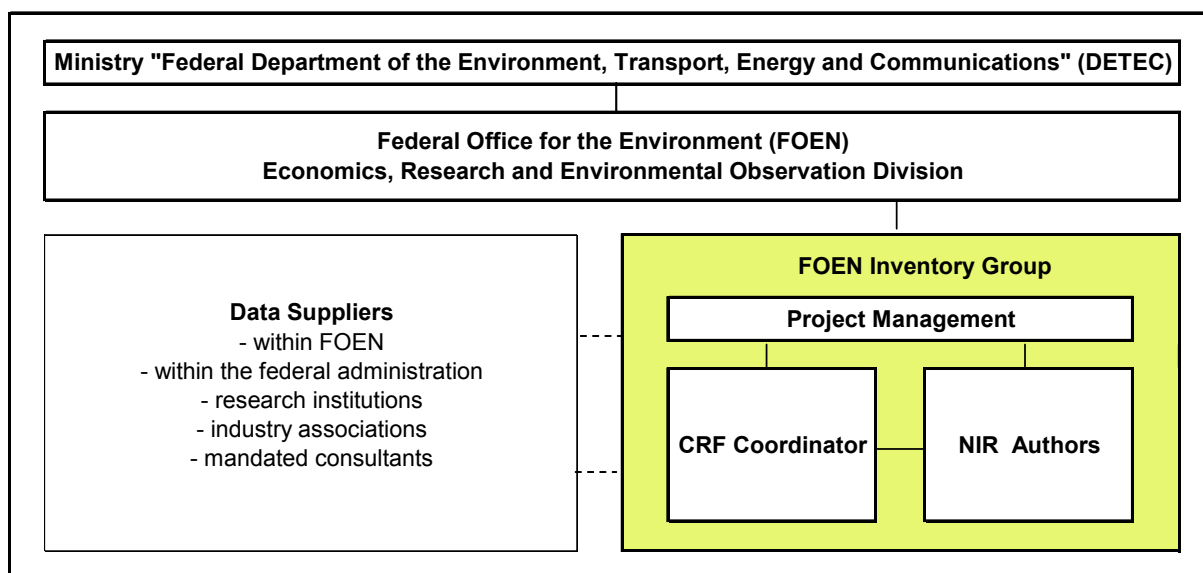 Ministry "Federal Department of the Environment, Transport, Energy and Communications" (DETEC)
Federal Office for the Environment (FOEN)
Economics, Research and Environmental Observation Division
Data Suppliers
- within FOEN
- within the federal administration
- research institutions
- industry associations
- mandated consultants
FOEN Inventory Group
Project Management
CRF Coordinator
NIR Authors